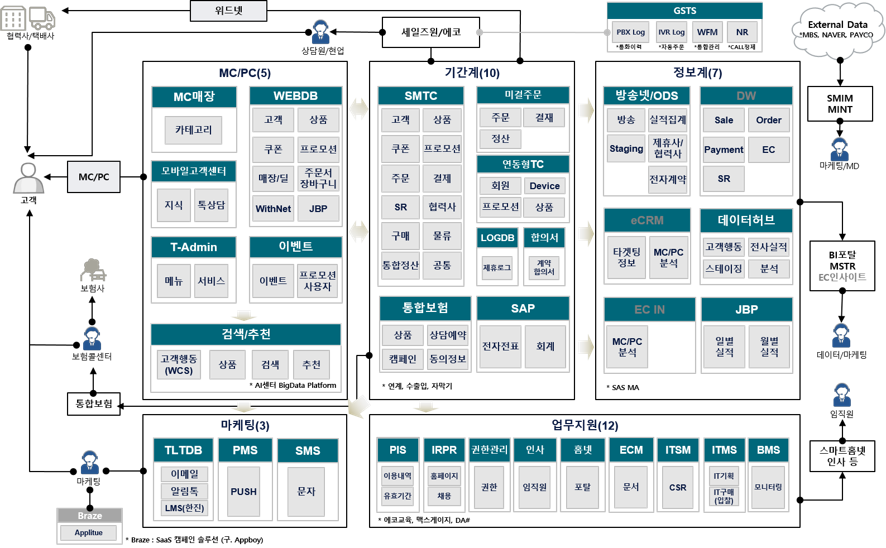 위드넷
협력사/택배사
상담원/현업
세일즈원/에코
GSTS
PBX Log
IVR Log
WFM
NR
*통화이력
*자동주문
*통합관리
*CALL정제
External Data
*MBS, NAVER, PAYCO
MC/PC(5)
MC매장
카테고리
WEBDB
고객
상품
쿠폰
프로모션
매장/딜
주문서
장바구니
WithNet
JBP
모바일고객센터
지식
톡상담
T-Admin
메뉴
서비스
이벤트
이벤트
프로모션
사용자
검색/추천
고객행동
(WCS)
상품
검색
추천
* AI센터 BigData Platform
기간계(10)
SMTC
고객
상품
쿠폰
프로모션
주문
결제
SR
협력사
구매
물류
통합정산
공통
미결주문
주문
결재
정산
연동형TC
회원
Device
프로모션
상품
LOGDB
제휴로그
합의서
계약
합의서
통합보험
상품
상담예약
캠페인
동의정보
SAP
전자전표
회계
* 연계, 수출입, 자막기
정보계(7)
방송넷/ODS
방송
실적집계
Staging
제휴사/
협력사
전자계약
DW
Sale
Order
Payment
EC
SR
eCRM
타겟팅
정보
MC/PC
분석
데이터허브
고객행동
전사실적
스테이징
분석
EC IN
MC/PC
분석
JBP
일별
실적
월별
실적
* SAS MA
SMIM
MINT
마케팅/MD
BI포탈
MSTR
EC인사이트
데이터/마케팅
임직원
스마트홈넷
인사 등
고객
MC/PC
보험사
보험콜센터
통합보험
마케팅
Braze
Applitue
마케팅(3)
TLTDB
이메일
알림톡
LMS(한진)
PMS
PUSH
SMS
문자
* Braze : SaaS 캠페인 솔루션 (구. Appboy)
업무지원(12)
PIS
이용내역
유효기간
IRPR
홈페이지
채용
권한관리
권한
인사
임직원
홈넷
포탈
ECM
문서
ITSM
CSR
ITMS
IT기획
IT구매
(입찰)
BMS
모니터링
* 에코교육, 맥스게이지, DA#